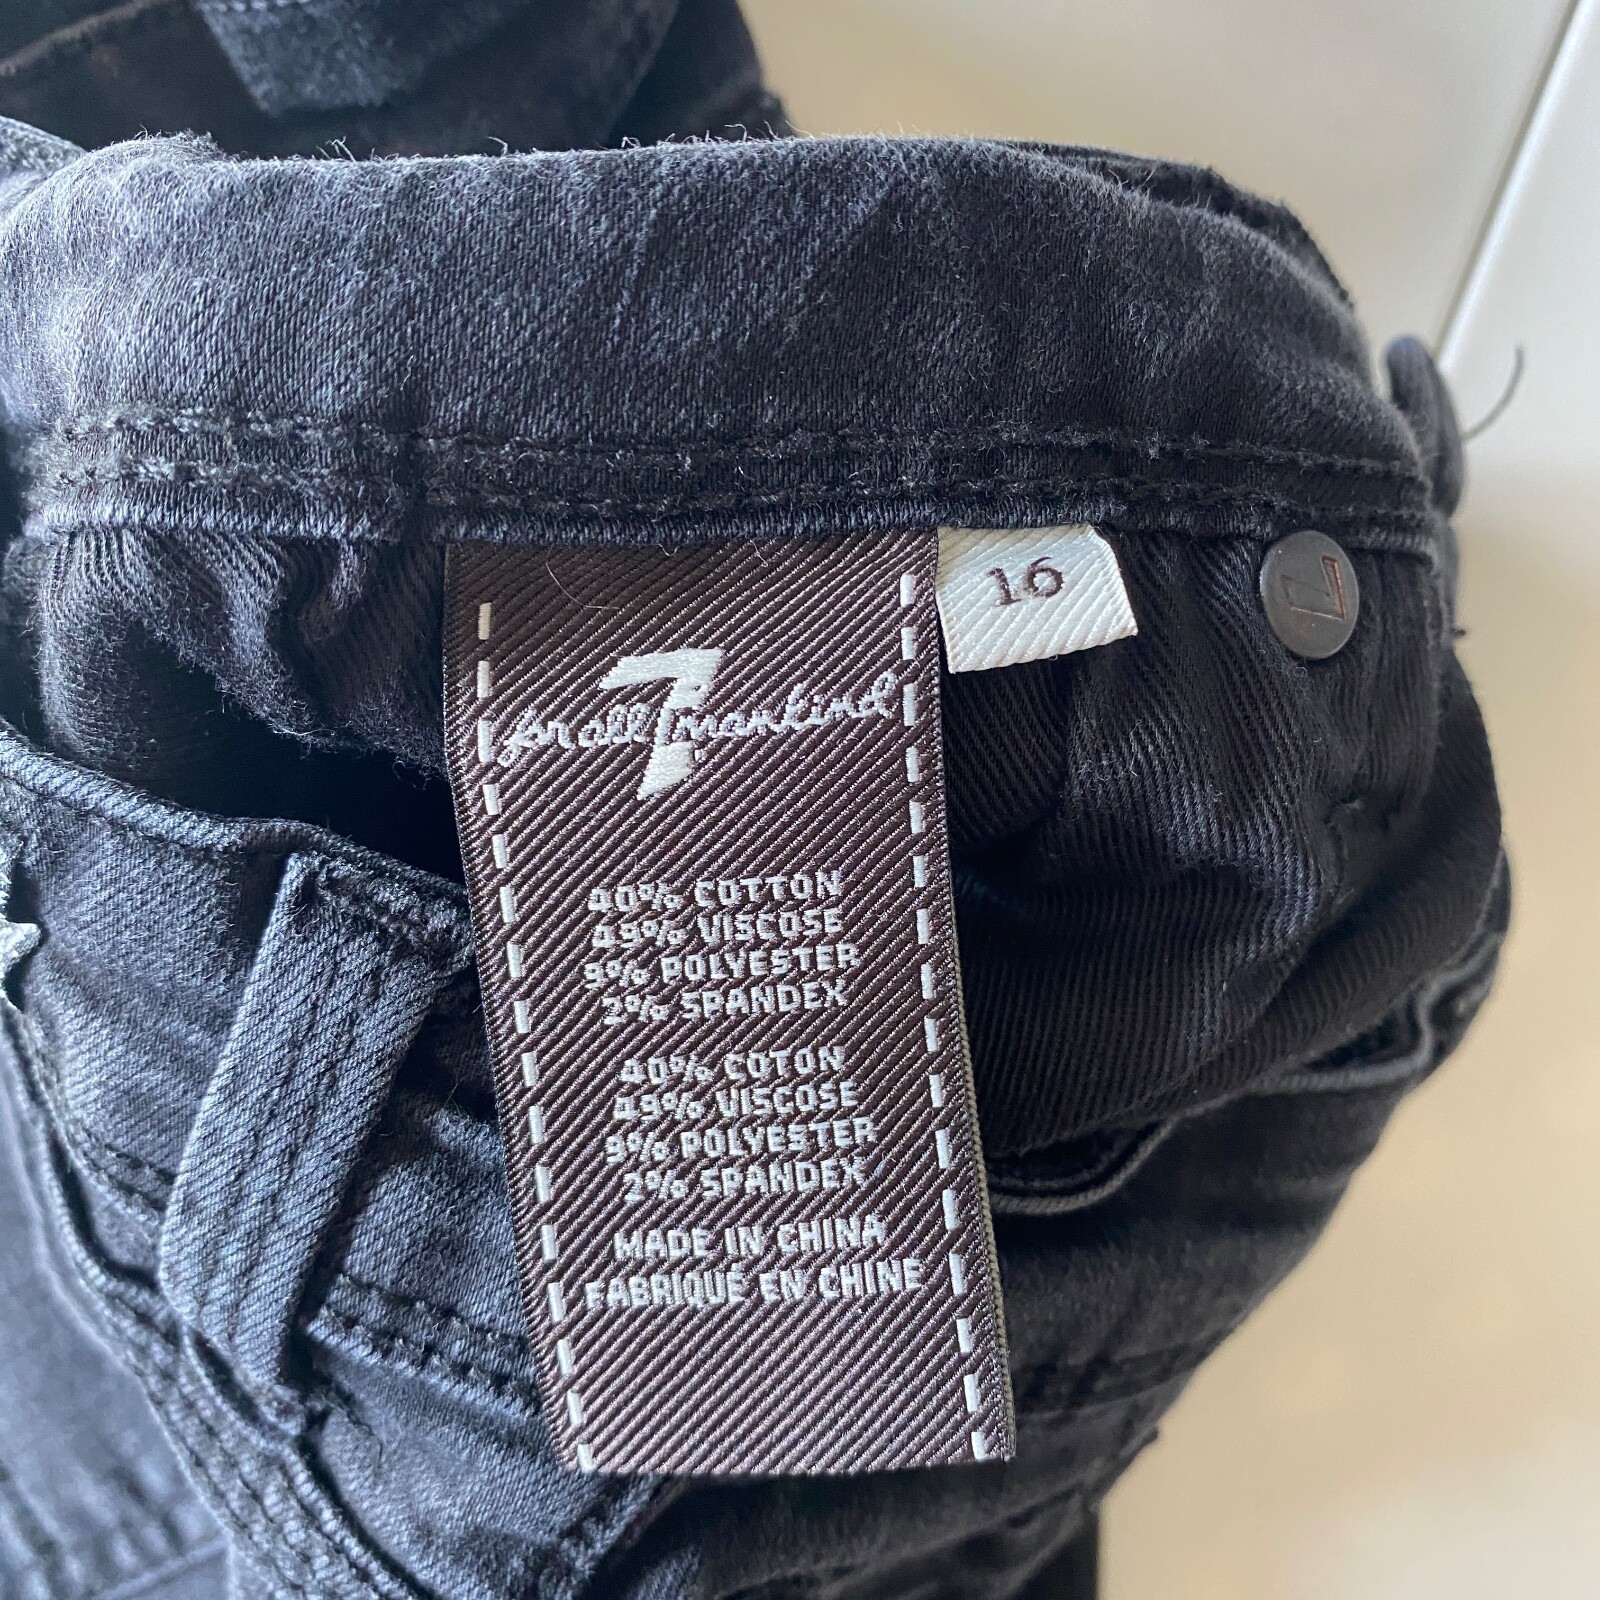 16
7
for all mankind
40% COTTON
49% VISCOSE
9% POLYESTER
2% SPANDEX
40% COTON
49% VISCOSE
9% POLYESTER
2% SPANDEX
MADE IN CHINA
FABRIQUÉ EN CHINE
7